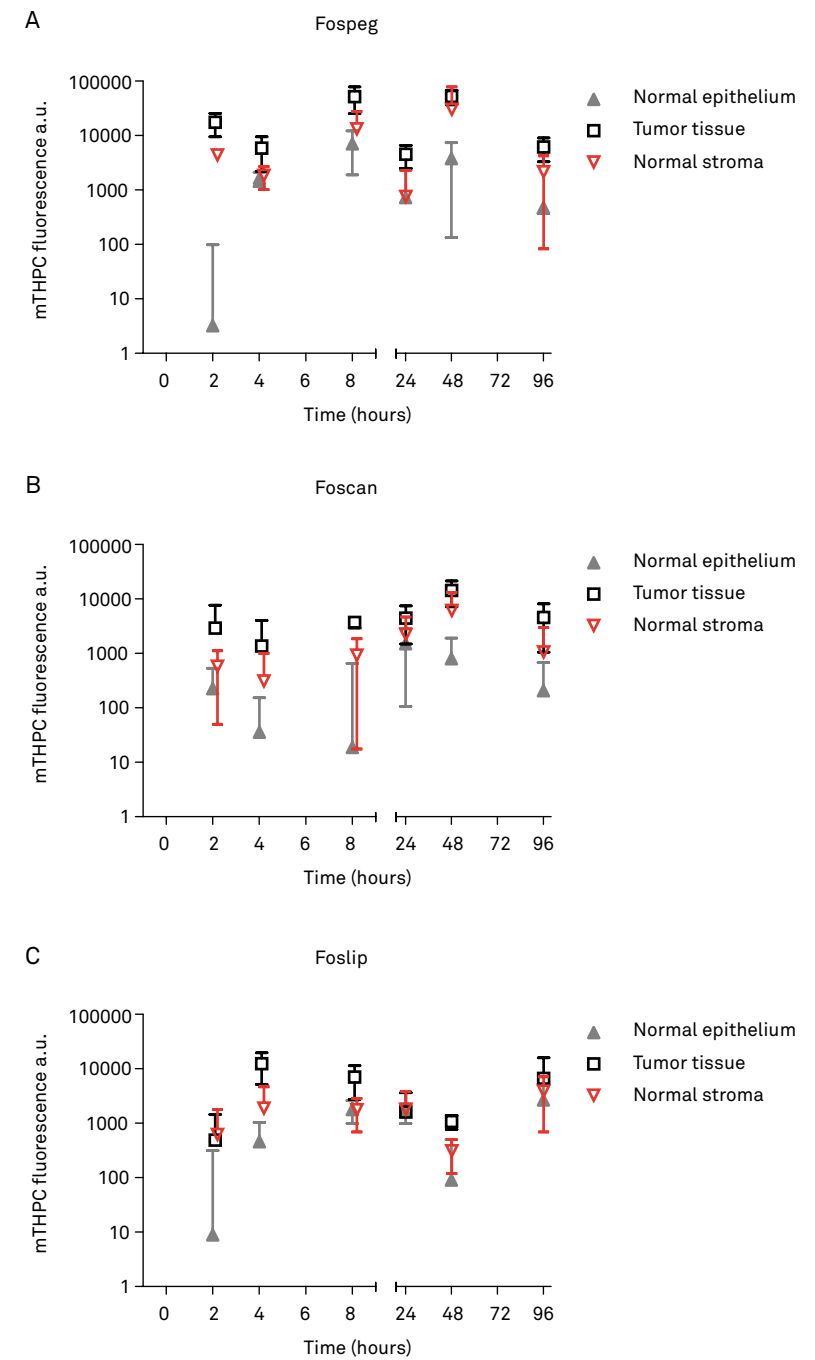 A
Fospeg
100000
10000
1000
100
10
1
mTHPC fluorescence a.u.
0 2 4 6 8 24 48 72 96
Time (hours)
Normal epithelium
Tumor tissue
Normal stroma
B
Foscan
100000
10000
1000
100
10
1
mTHPC fluorescence a.u.
0 2 4 6 8 24 48 72 96
Time (hours)
Normal epithelium
Tumor tissue
Normal stroma
C
Foslip
100000
10000
1000
100
10
1
mTHPC fluorescence a.u.
0 2 4 6 8 24 48 72 96
Time (hours)
Normal epithelium
Tumor tissue
Normal stroma